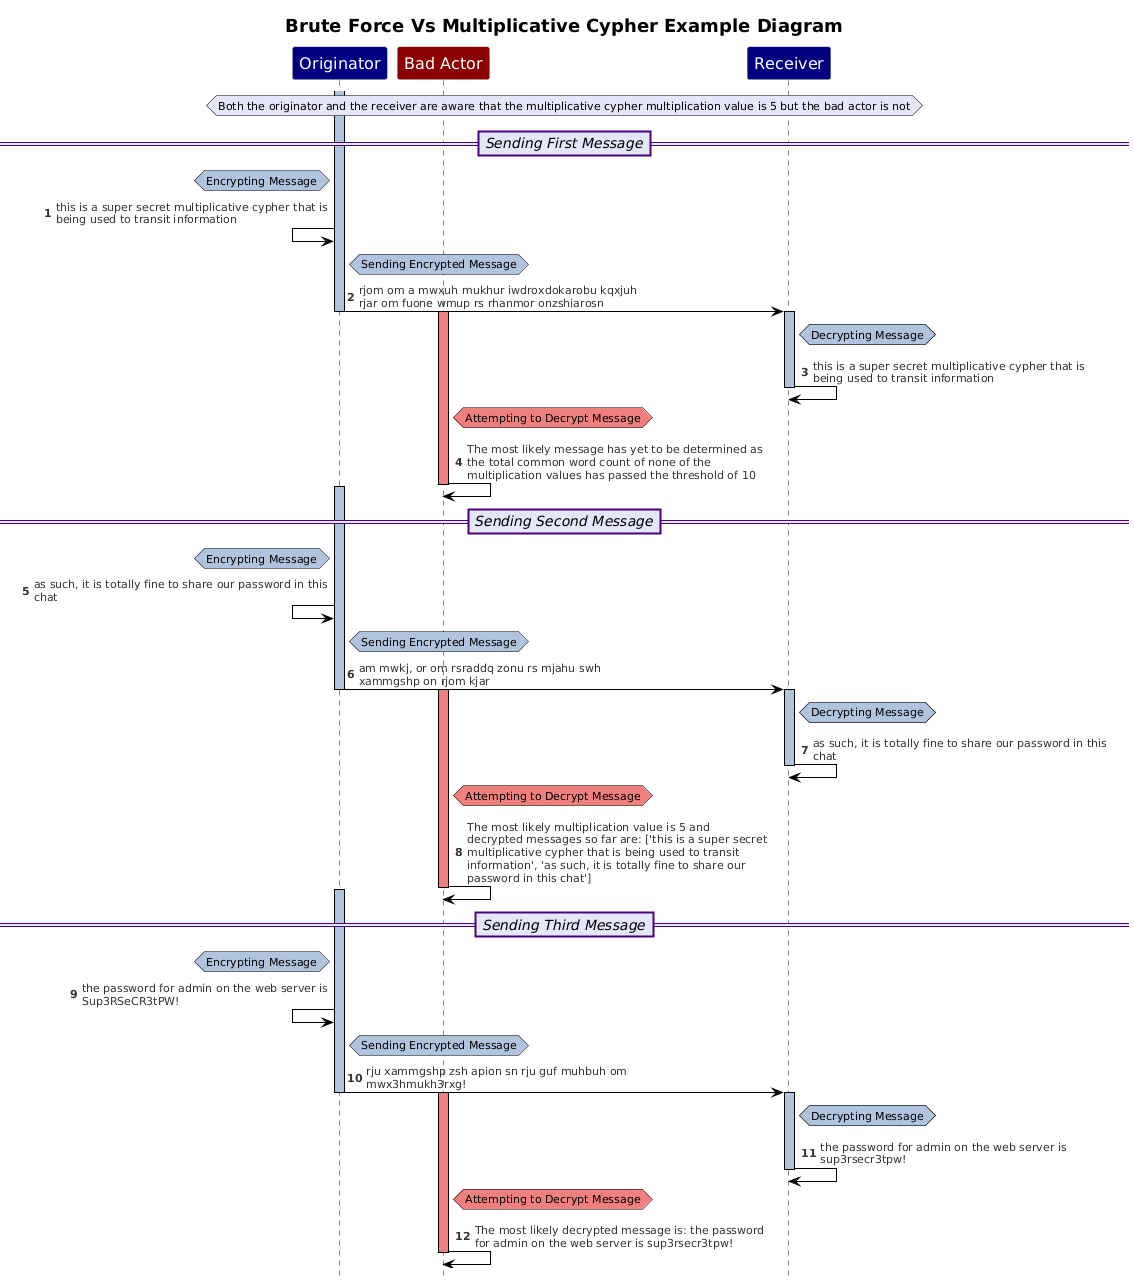 Brute Force Vs Multiplicative Cypher Example Diagram
Originator
Bad Actor
Receiver
Both the originator and the receiver are aware that the multiplicative cypher multiplication value is 5 but the bad actor is not
Sending First Message
Encrypting Message
1 this is a super secret multiplicative cypher that is
being used to transit information
Sending Encrypted Message
2 rjom om a mwxuh mukhur iwdroxdokarobu kqxjuh
rjar om fuone wmup rs rhanmor onzshiarosn
Decrypting Message
3 this is a super secret multiplicative cypher that is
being used to transit information
Attempting to Decrypt Message
The most likely message has yet to be determined as
4 the total common word count of none of the
multiplication values has passed the threshold of 10
Sending Second Message
Encrypting Message
5 as such, it is totally fine to share our password in this
chat
Sending Encrypted Message
6 am mwkj, or om rsraddq zonu rs mjahu swh
xammgshp on rjom kjar
Decrypting Message
7 as such, it is totally fine to share our password in this
chat
Attempting to Decrypt Message
The most likely multiplication value is 5 and
decrypted messages so far are: ['this is a super secret
8 multiplicative cypher that is being used to transit
information', 'as such, it is totally fine to share our
password in this chat']
Sending Third Message
Encrypting Message
9 the password for admin on the web server is
Sup3RSeCR3tPW!
Sending Encrypted Message
10 rju xammgshp zsh apion sn rju guf muhbuh om
mwx3hmukh3rxg!
Decrypting Message
11 the password for admin on the web server is
sup3rsecr3tpw!
Attempting to Decrypt Message
12 The most likely decrypted message is: the password
for admin on the web server is sup3rsecr3tpw!